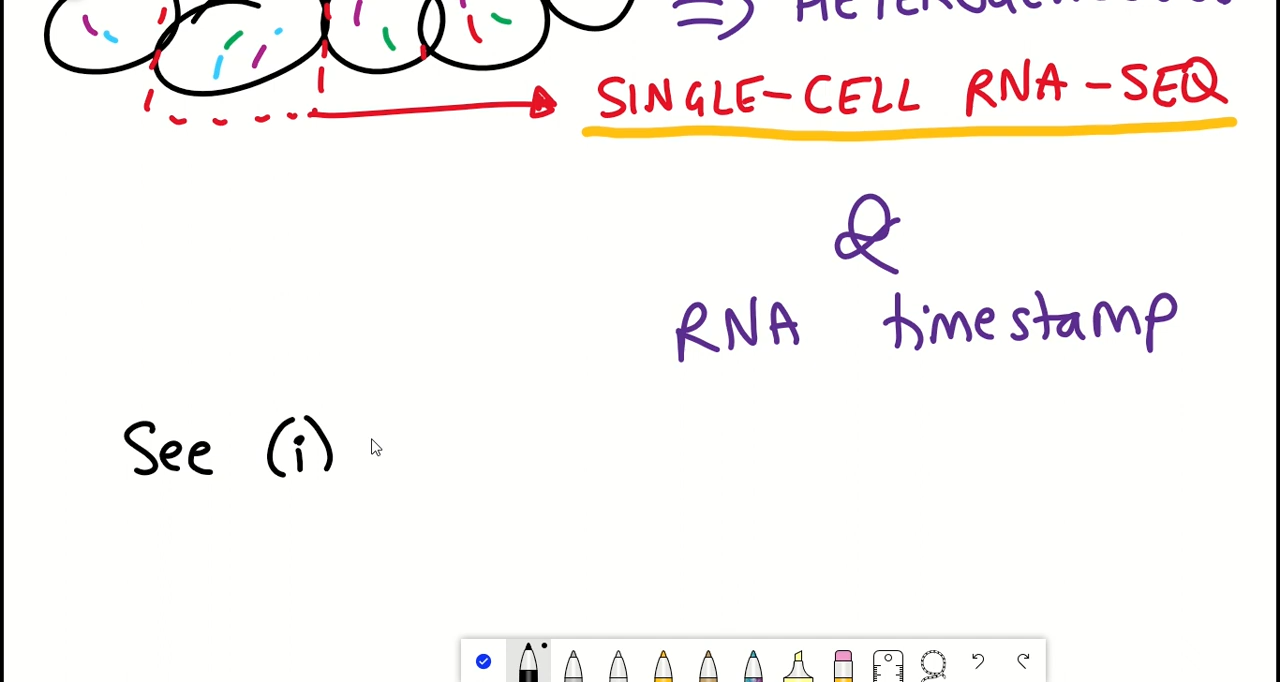 =>
SINGLE-CELL RNA-SEQ
&
RNA timestamp
See (i)